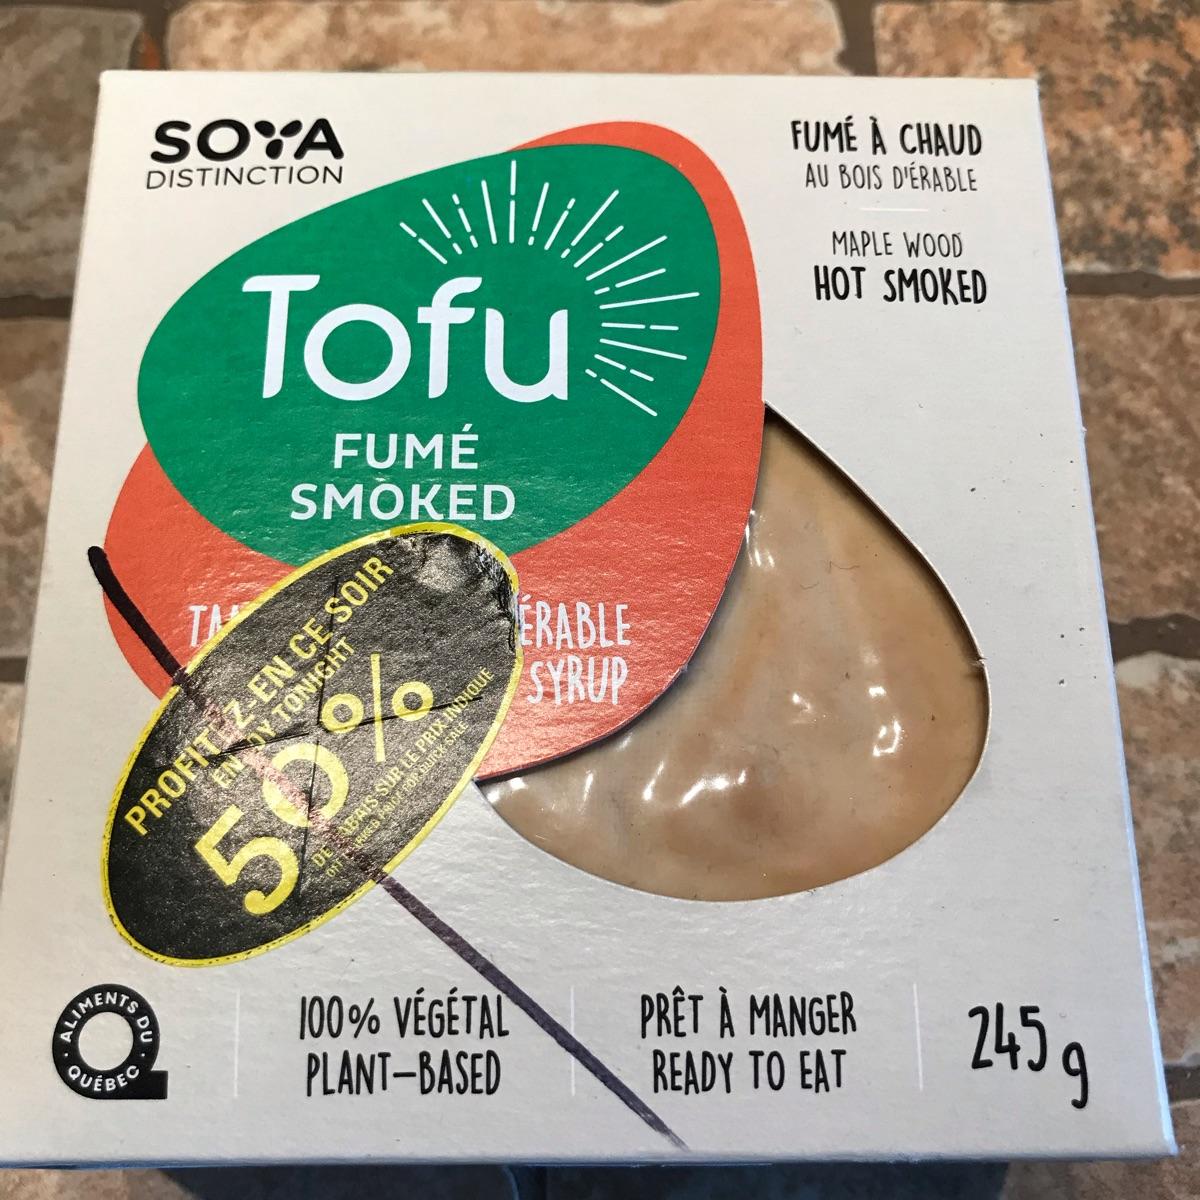 SOYA
DISTINCTION
FUMÉ À CHAUD
AU BOIS D'ÉRABLE
MAPLE WOOD
HOT SMOKED
Tofu
FUMÉ
SMOKED
ÉRABLE
SYRUP
PROFITEZ-EN CE SOIR
ENJOY TONIGHT
50%
DE RABAIS SUR LE PRIX INDIQUÉ
ALIMENTS DU
QUÉBEC
100% VÉGÉTAL
PLANT-BASED
PRÊT À MANGER
READY TO EAT
245 g